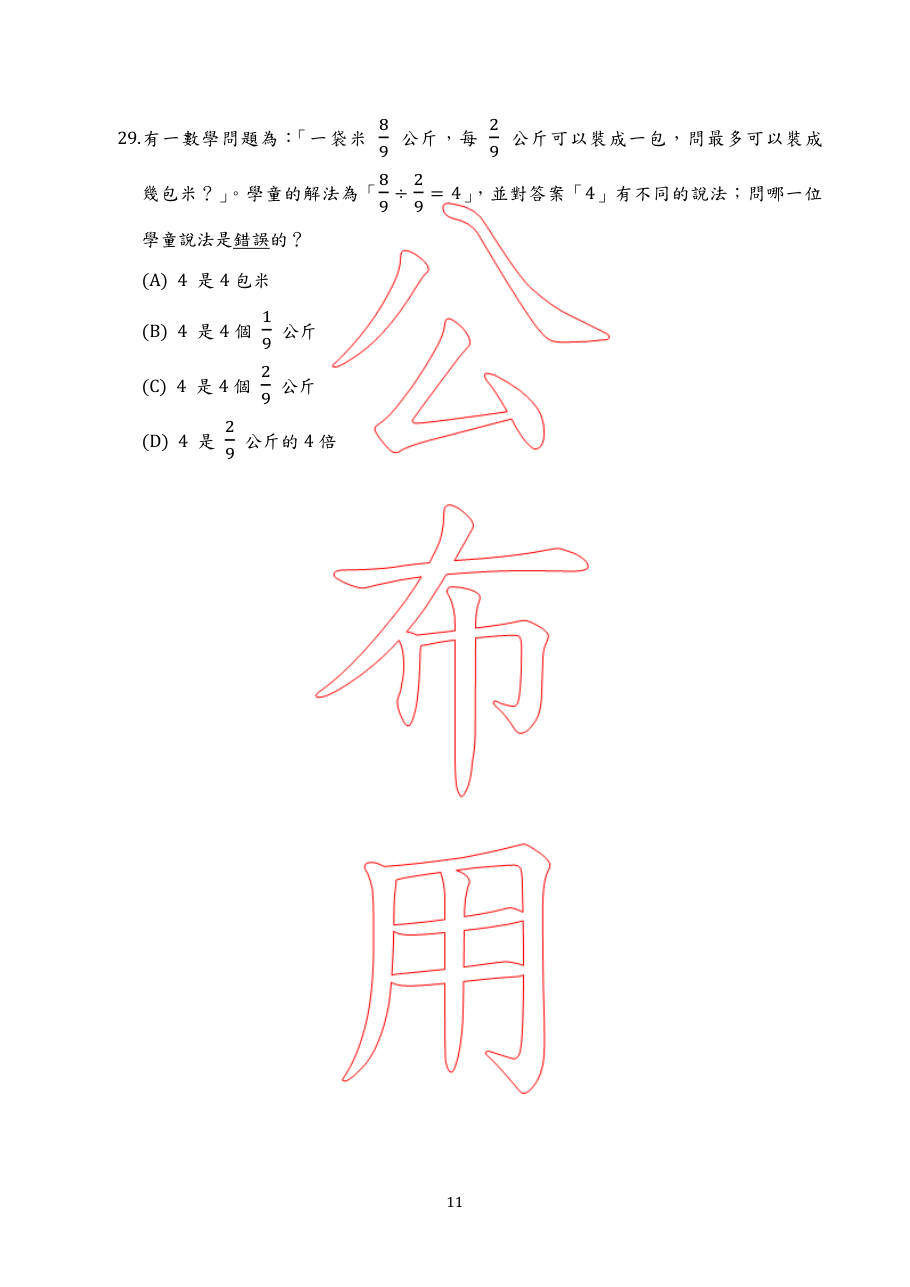 29.有一數學問題為：「一袋米 8/9 公斤，每 2/9 公斤可以裝成一包，問最多可以裝成
幾包米？」。學童的解法為「8/9÷2/9 = 4」，並對答案「4」有不同的說法；問哪一位
學童說法是錯誤的？
(A) 4 是 4 包米
(B) 4 是 4 個 1/9 公斤
(C) 4 是 4 個 2/9 公斤
(D) 4 是 2/9 公斤的 4 倍
公
布
用
11